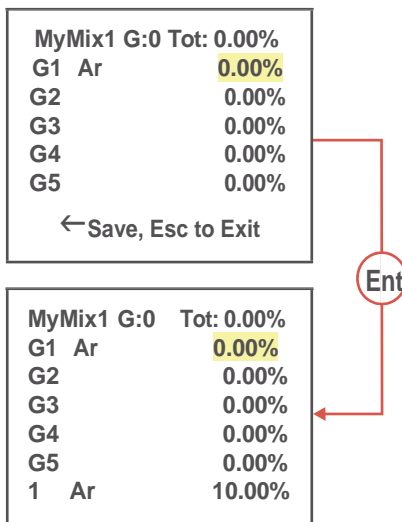 MyMix1 G:0 Tot: 0.00%
G1 Ar 0.00%
G2 0.00%
G3 0.00%
G4 0.00%
G5 0.00%
←Save, Esc to Exit
Ent
MyMix1 G:0 Tot: 0.00%
G1 Ar 0.00%
G2 0.00%
G3 0.00%
G4 0.00%
G5 0.00%
1 Ar 10.00%